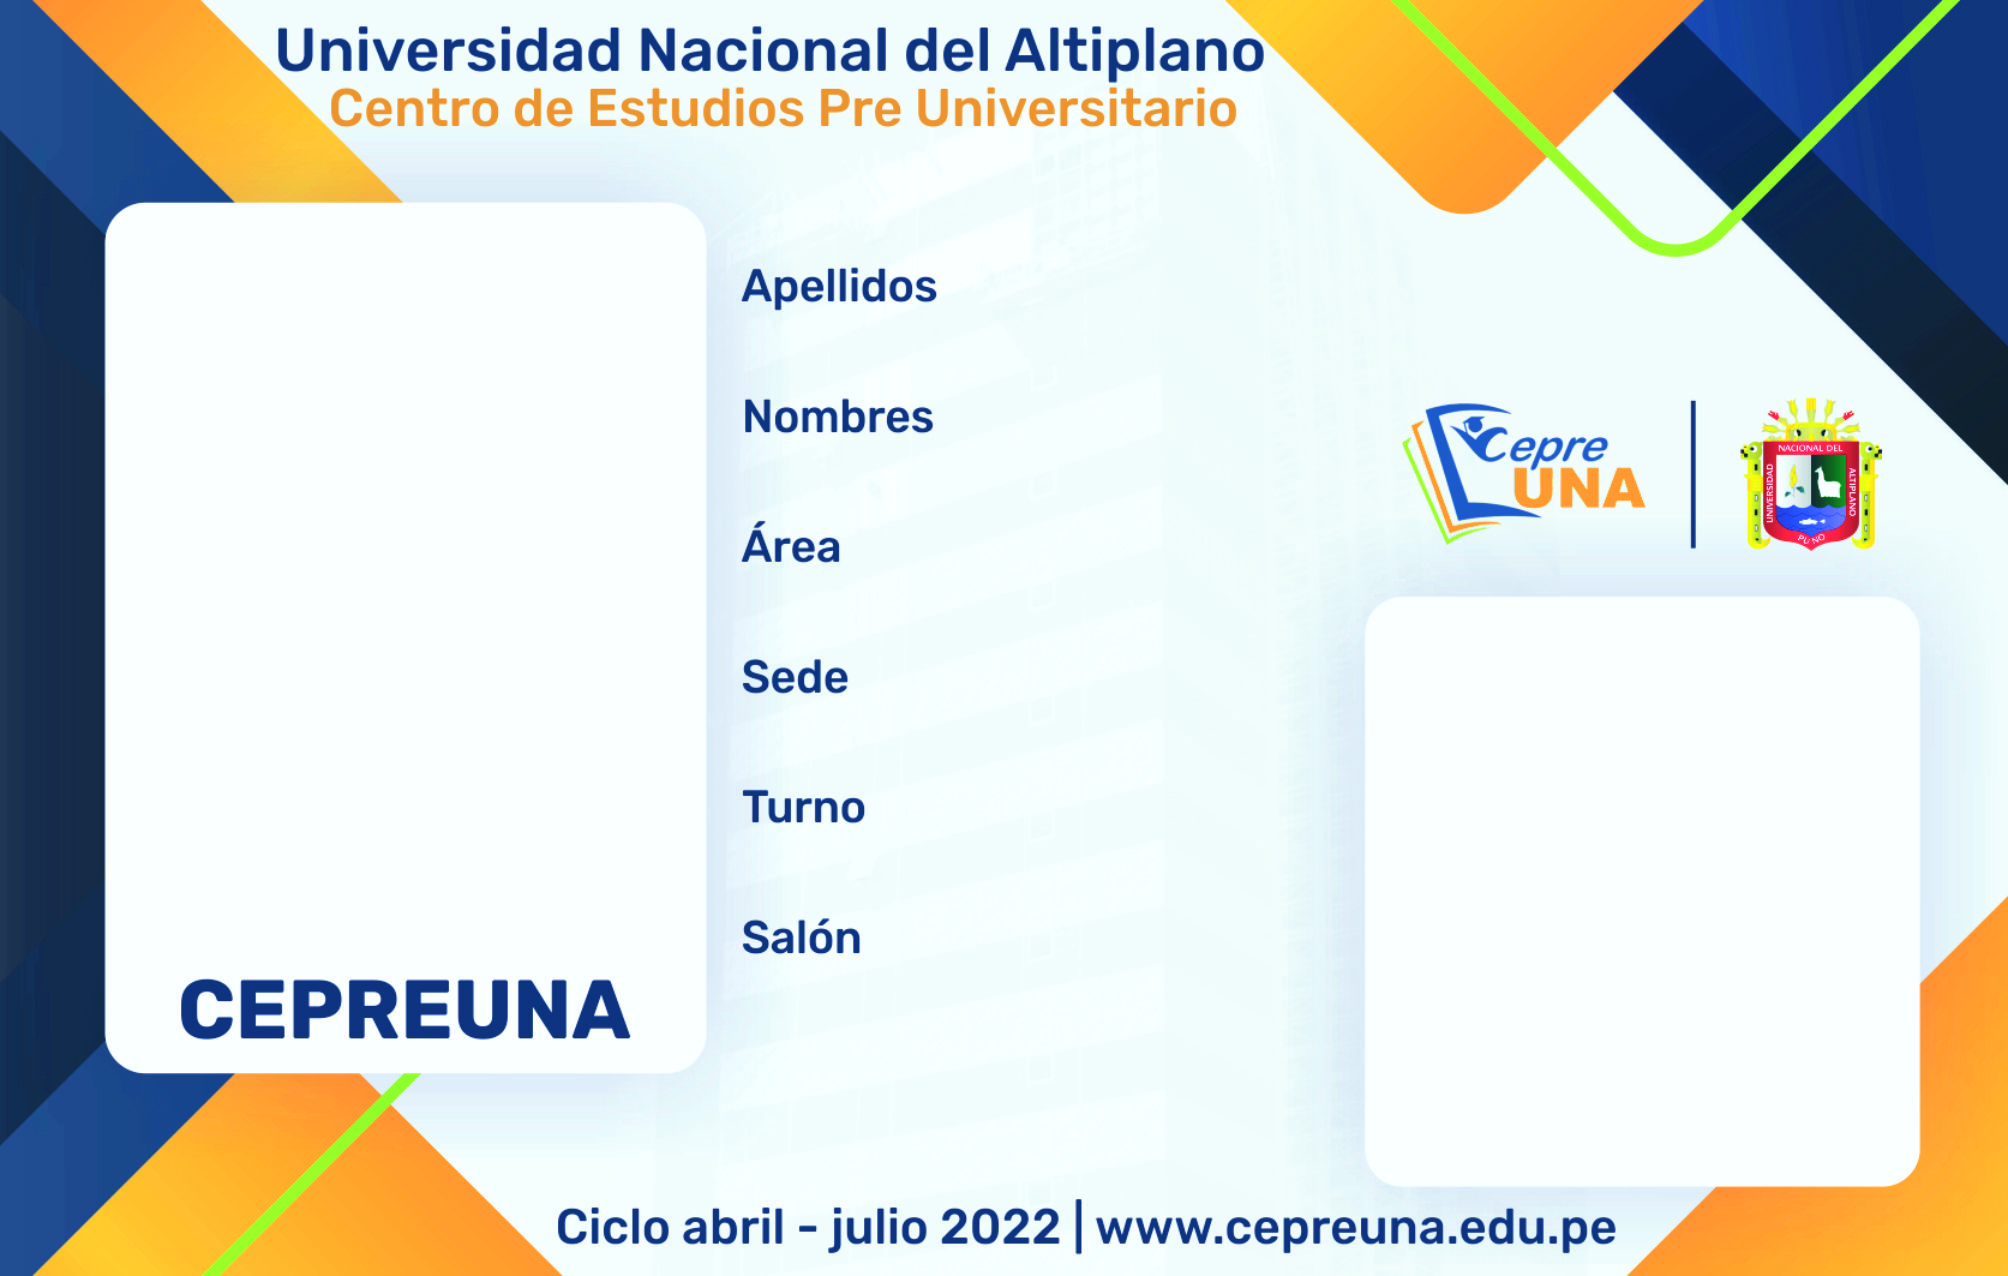 Universidad Nacional del Altiplano
Centro de Estudios Pre Universitario
Apellidos
Nombres
Área
Sede
Turno
Salón
Cepre
UNA
UNIVERSIDAD
NACIONAL DEL
ALTIPLANO
PUNO
CEPREUNA
Ciclo abril - julio 2022 | www.cepreuna.edu.pe